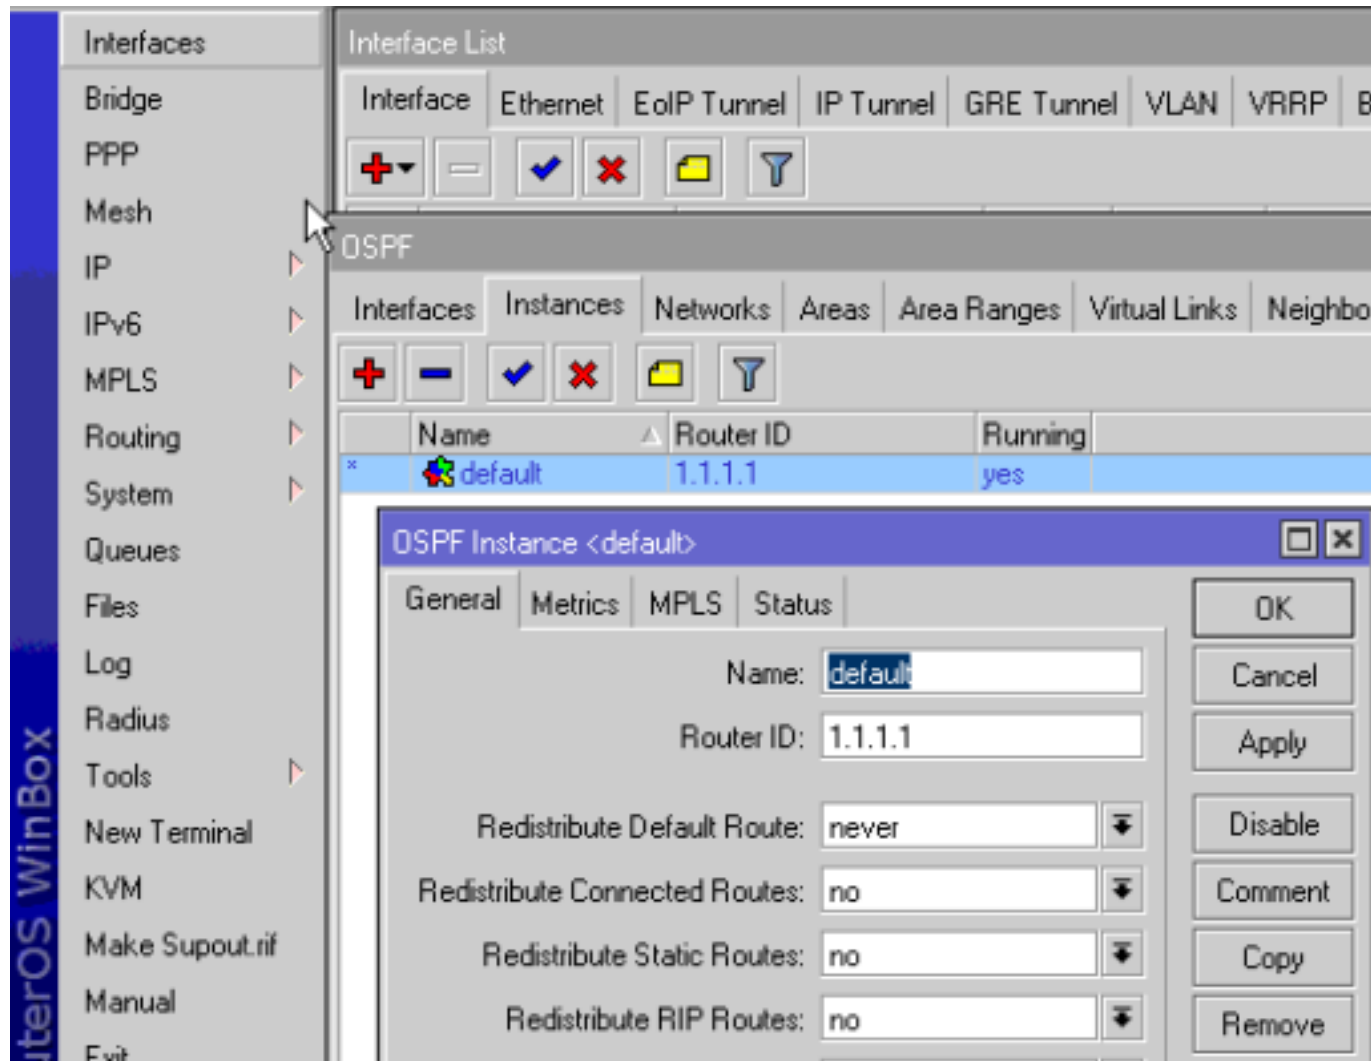 Interfaces
Bridge
PPP
Mesh
IP
IPv6
MPLS
Routing
System
Queues
Files
Log
Radius
Tools
New Terminal
KVM
Make Supout.rif
Manual
Exit
uterOS WinBox
Interface List
Interface Ethernet EoIP Tunnel IP Tunnel GRE Tunnel VLAN VRRP B
OSPF
Interfaces Instances Networks Areas Area Ranges Virtual Links Neighbo
Name Router ID Running
* default 1.1.1.1 yes
OSPF Instance <default>
General Metrics MPLS Status
Name: default
Router ID: 1.1.1.1
Redistribute Default Route: never
Redistribute Connected Routes: no
Redistribute Static Routes: no
Redistribute RIP Routes: no
OK
Cancel
Apply
Disable
Comment
Copy
Remove